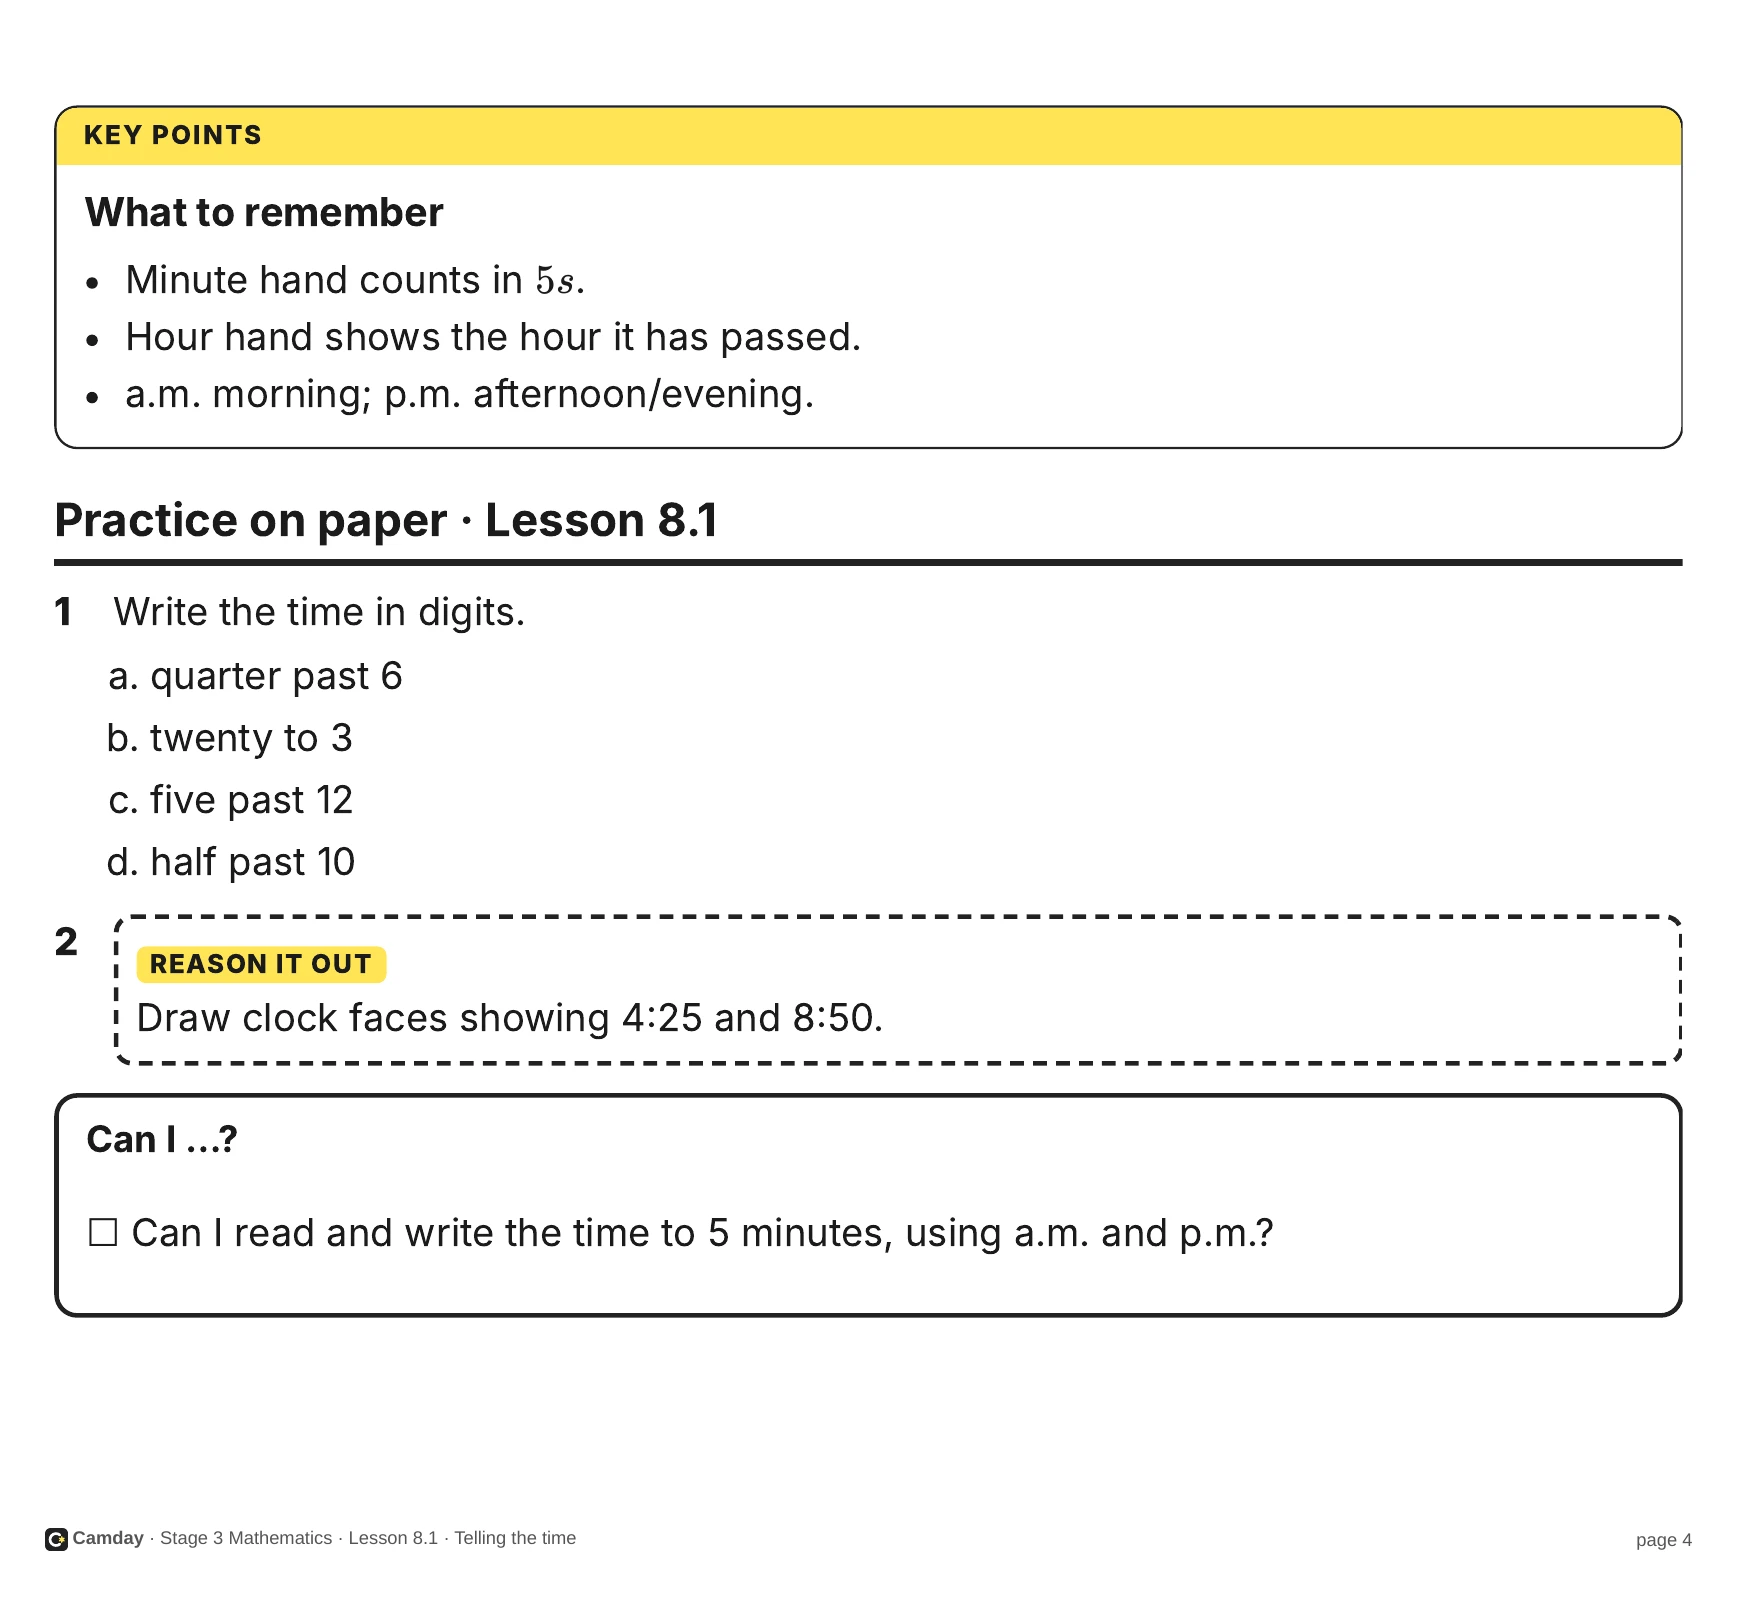 KEY POINTS
What to remember
• Minute hand counts in 5s.
• Hour hand shows the hour it has passed.
• a.m. morning; p.m. afternoon/evening.
Practice on paper · Lesson 8.1
1 Write the time in digits.
a. quarter past 6
b. twenty to 3
c. five past 12
d. half past 10
2
REASON IT OUT
Draw clock faces showing 4:25 and 8:50.
Can I …?
☐ Can I read and write the time to 5 minutes, using a.m. and p.m.?
Camday · Stage 3 Mathematics · Lesson 8.1 · Telling the time
page 4